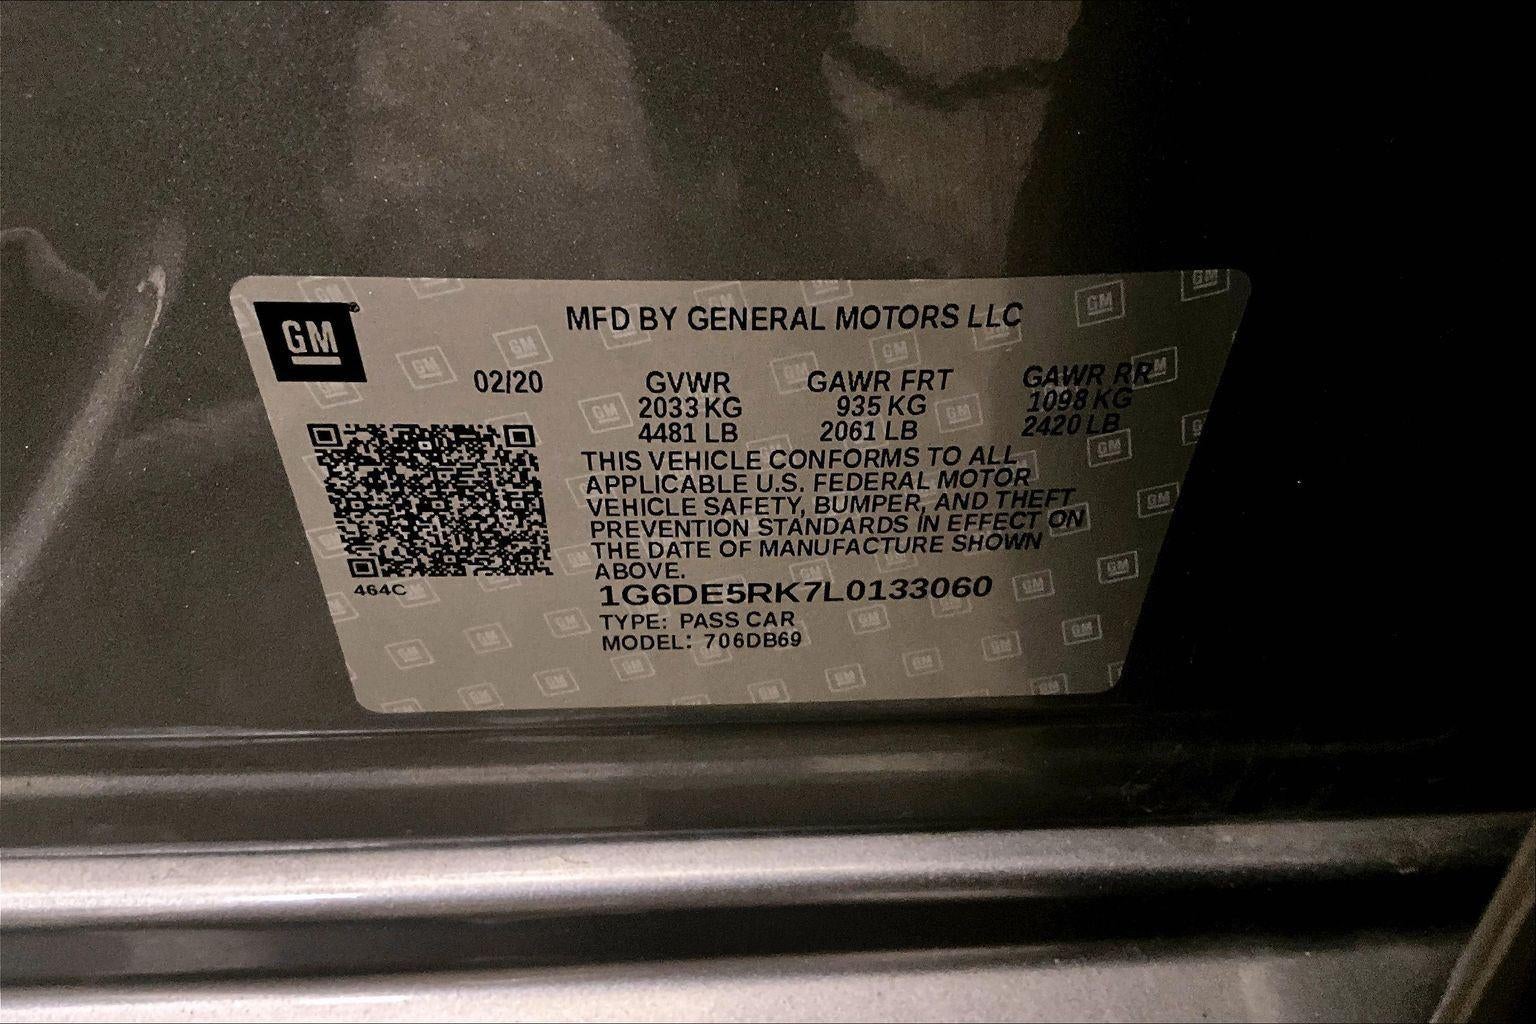 GM
MFD BY GENERAL MOTORS LLC
02/20
GVWR GAWR FRT GAWR RR
2033 KG 935 KG 1098 KG
4481 LB 2061 LB 2420 LB
THIS VEHICLE CONFORMS TO ALL
APPLICABLE U.S. FEDERAL MOTOR
VEHICLE SAFETY, BUMPER, AND THEFT
PREVENTION STANDARDS IN EFFECT ON
THE DATE OF MANUFACTURE SHOWN
ABOVE.
464C
1G6DE5RK7L0133060
TYPE: PASS CAR
MODEL: 706DB69